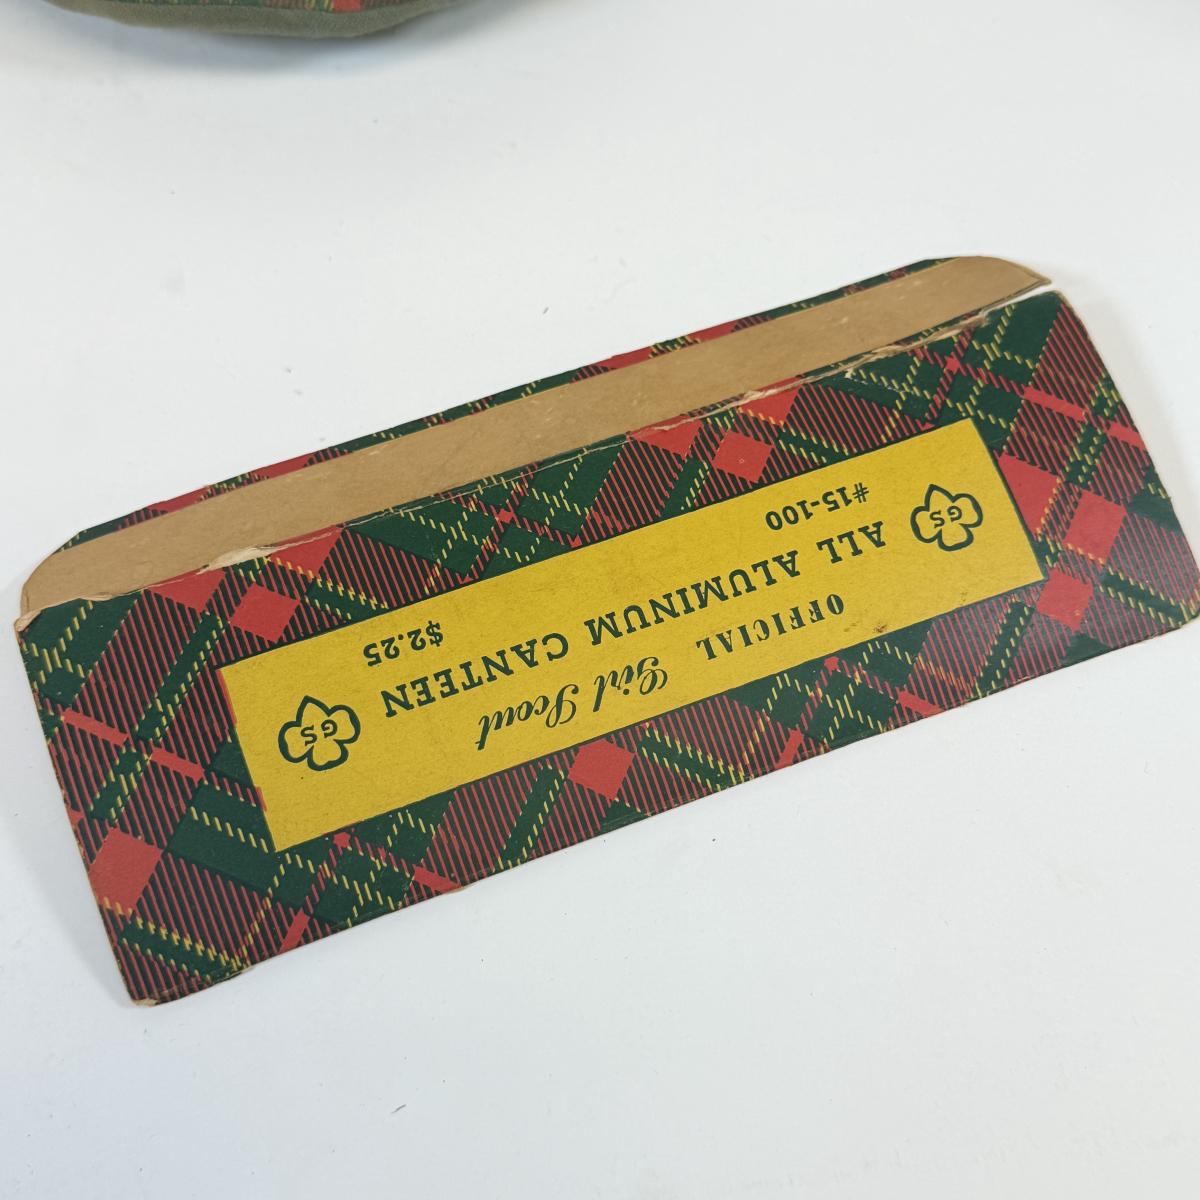 OFFICIAL Girl Scout
ALL ALUMINUM CANTEEN
#15-100 $2.25
GS
GS